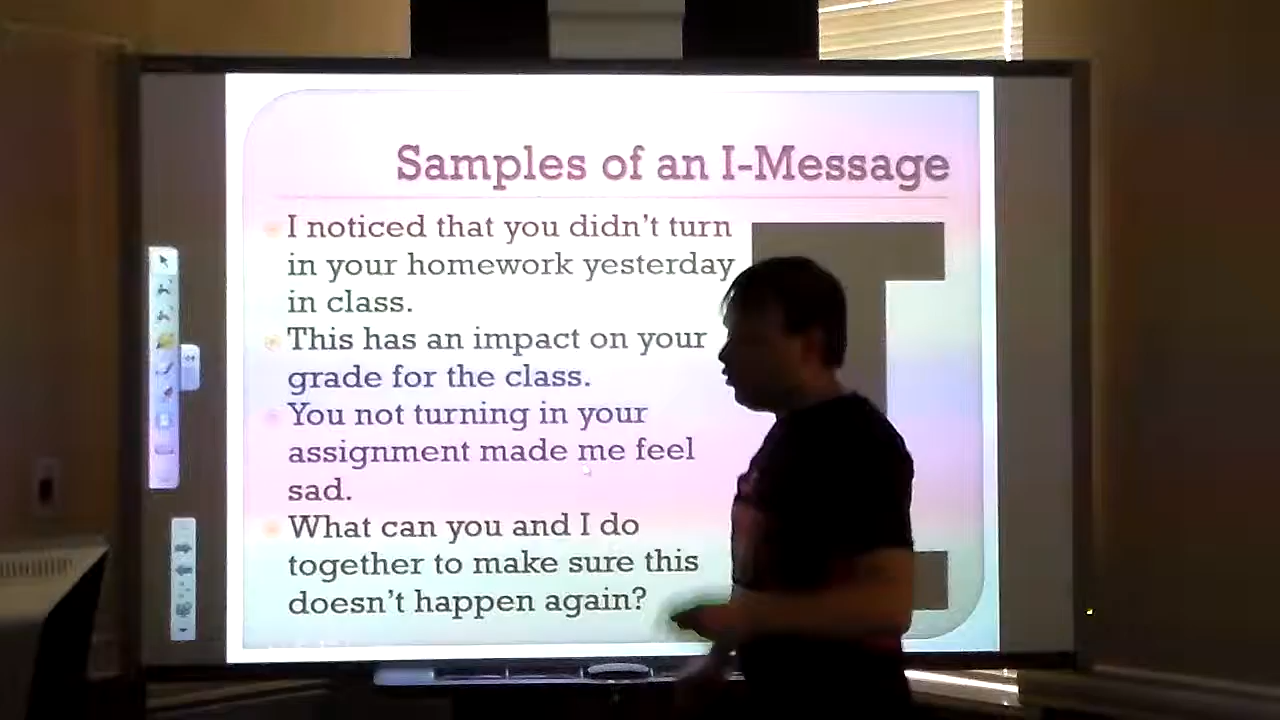 Samples of an I-Message
I noticed that you didn't turn
in your homework yesterday
in class.
This has an impact on your
grade for the class.
You not turning in your
assignment made me feel
sad.
What can you and I do
together to make sure this
doesn't happen again?
I